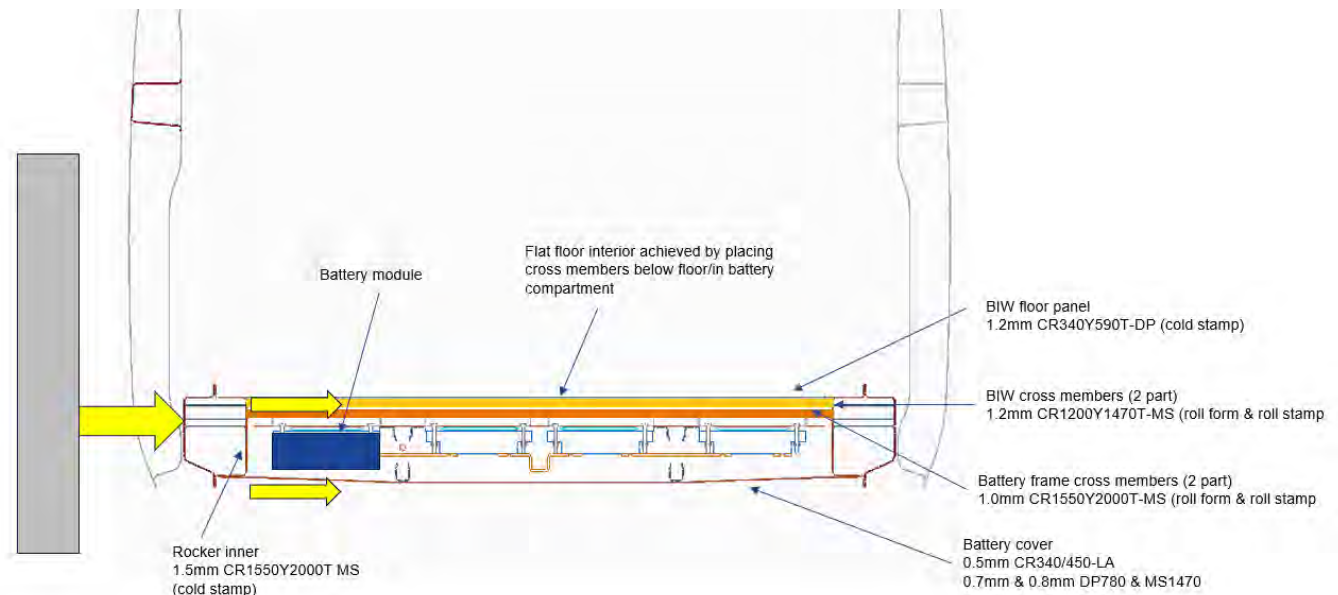 Flat floor interior achieved by placing
cross members below floor/in battery
compartment
Battery module
BIW floor panel
1.2mm CR340Y590T-DP (cold stamp)
BIW cross members (2 part)
1.2mm CR1200Y1470T-MS (roll form & roll stamp
Battery frame cross members (2 part)
1.0mm CR1550Y2000T-MS (roll form & roll stamp
Rocker inner
1.5mm CR1550Y2000T MS
(cold stamp)
Battery cover
0.5mm CR340/450-LA
0.7mm & 0.8mm DP780 & MS1470